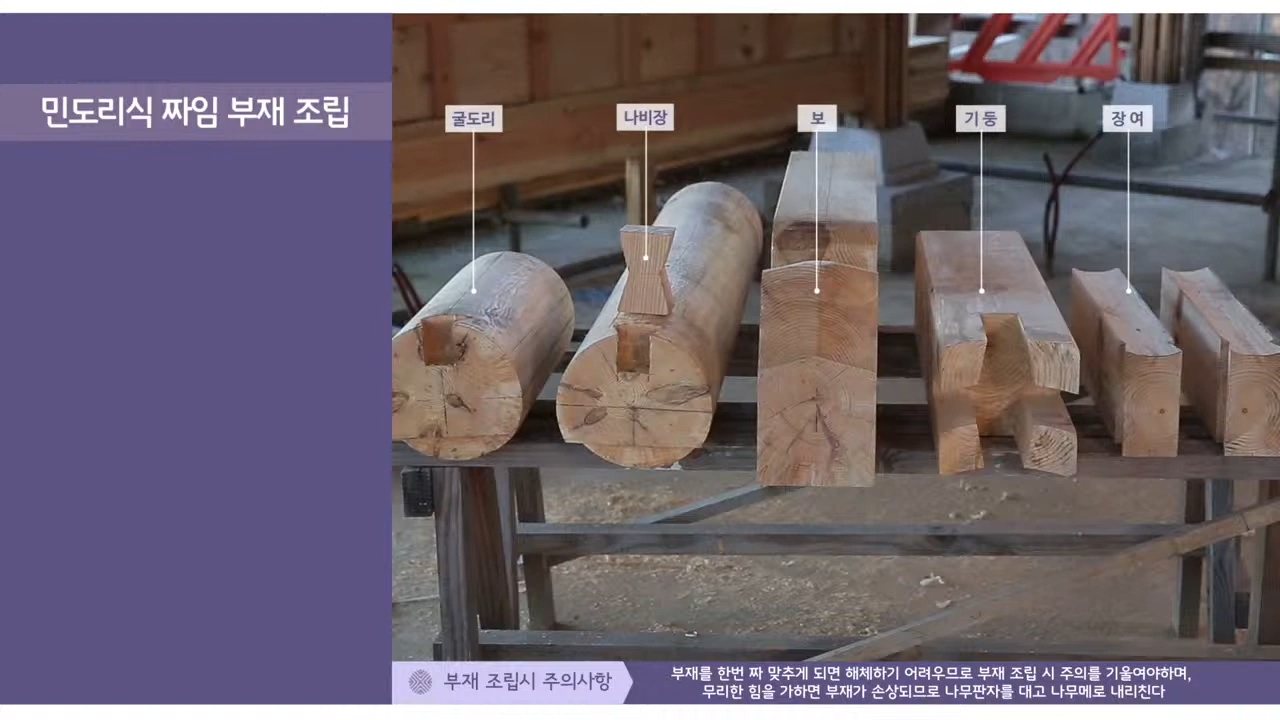 민도리식 짜임 부재 조립
굴도리
나비장
보
기 둥
장 여
부재 조립시 주의사항
부재를 한번 짜 맞추게 되면 해체하기 어려우므로 부재 조립 시 주의를 기울여야하며,
무리한 힘을 가하면 부재가 손상되므로 나무판자를 대고 나무메로 내리친다